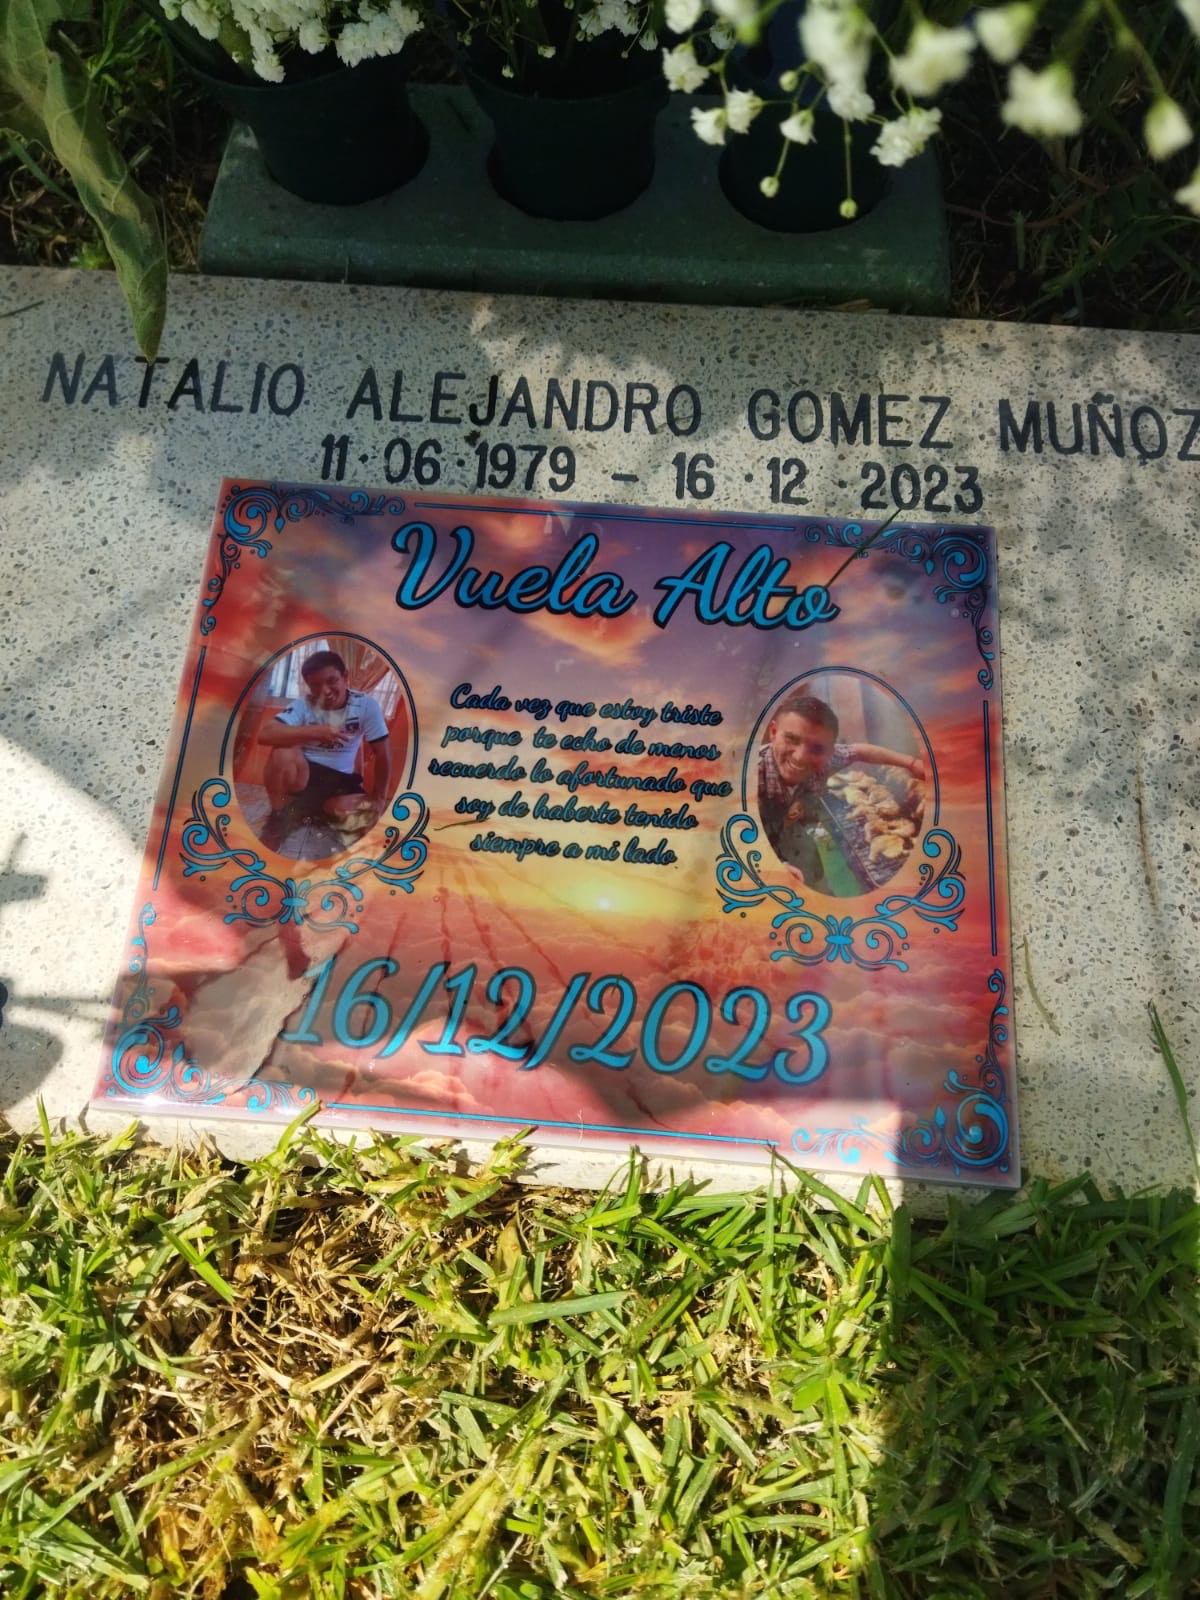 NATALIO ALEJANDRO GOMEZ MUÑOZ
11·06·1979 – 16·12·2023
Vuela Alto
Cada vez que estoy triste
porque te echo de menos
recuerdo lo afortunado que
soy de haberte tenido
siempre a mi lado
16/12/2023